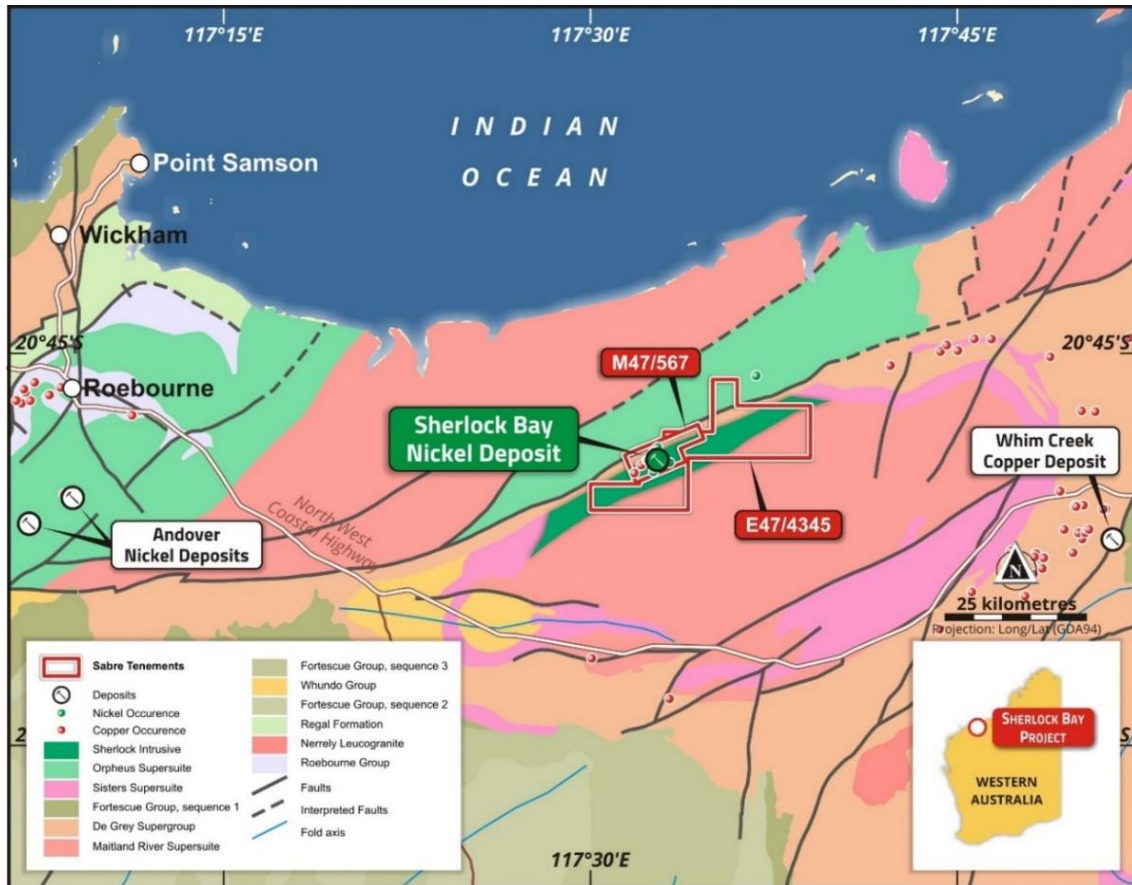 117°15'E
117°30'E
117°45'E
INDIAN
OCEAN
Point Samson
Wickham
20°45'S
20°45'S
Roebourne
M47/567
Sherlock Bay
Nickel Deposit
Whim Creek
Copper Deposit
E47/4345
Andover
Nickel Deposits
North West
Coastal Highway
N
25 kilometres
Projection: Long/Lat (GDA94)
Sabre Tenements
Deposits
Nickel Occurence
Copper Occurence
Sherlock Intrusive
Orpheus Supersuite
Sisters Supersuite
Fortescue Group, sequence 1
De Grey Supergroup
Maitland River Supersuite
Fortescue Group, sequence 3
Whundo Group
Fortescue Group, sequence 2
Regal Formation
Nerrely Leucogranite
Roebourne Group
Faults
Interpreted Faults
Fold axis
117°30'E
SHERLOCK BAY
PROJECT
WESTERN
AUSTRALIA